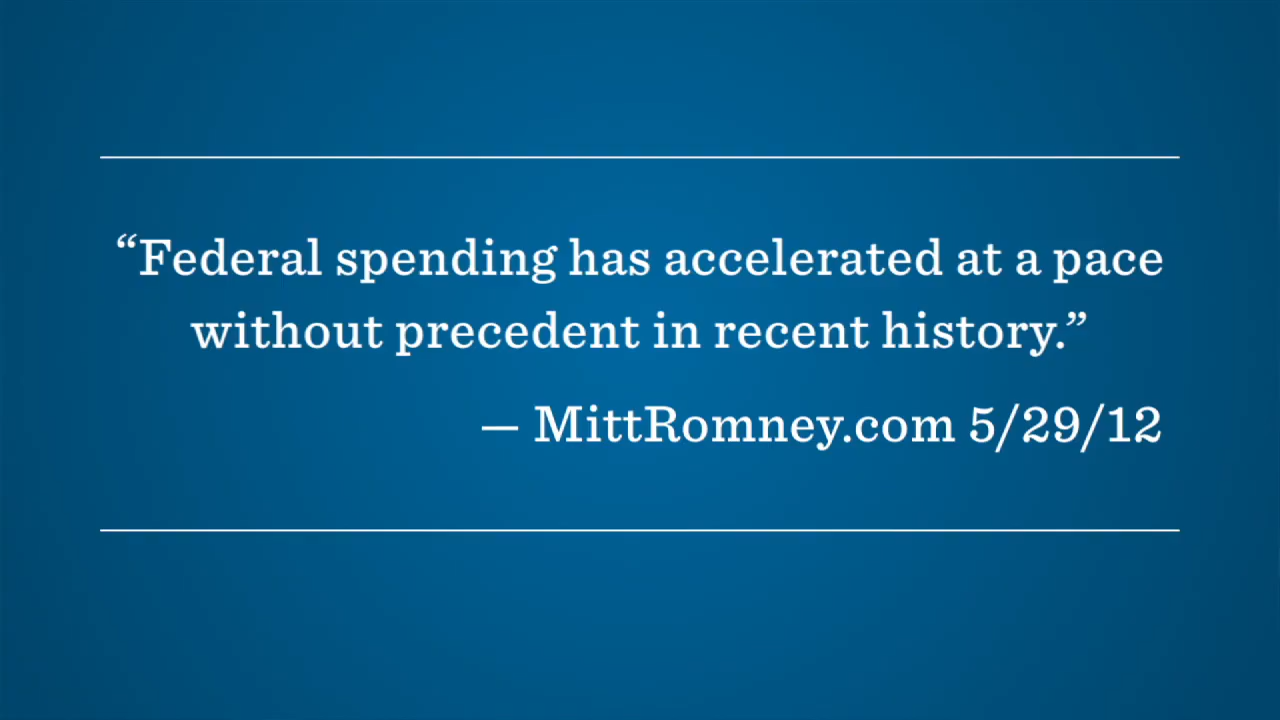 “Federal spending has accelerated at a pace
without precedent in recent history.”
— MittRomney.com 5/29/12